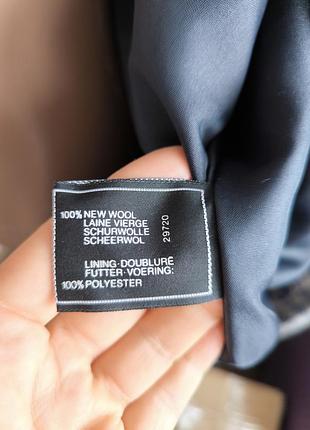 100% NEW WOOL
LAINE VIERGE
SCHURWOLLE
SCHEERWOL
29720
LINING·DOUBLURE
FUTTER·VOERING:
100% POLYESTER